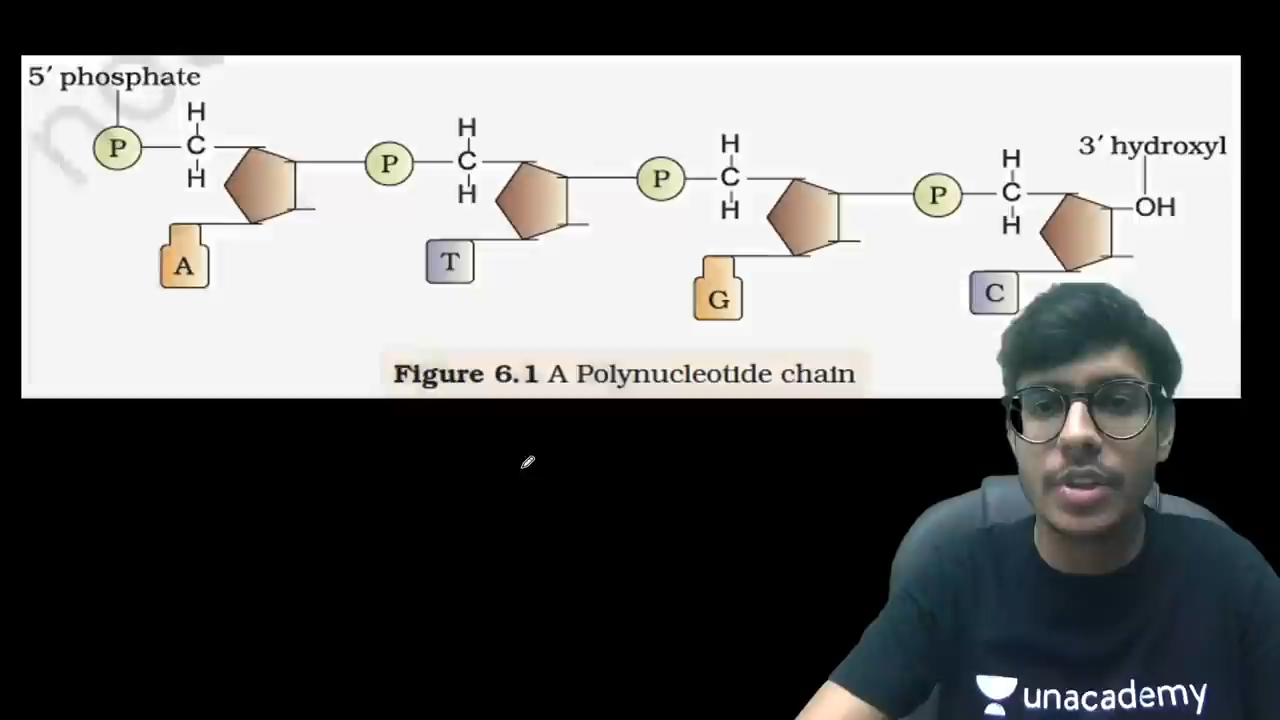 5′ phosphate
H
P C
H
A
H
P C
H
T
H
P C
H
G
H
P C
H
C
3′ hydroxyl
OH
Figure 6.1 A Polynucleotide chain
unacademy